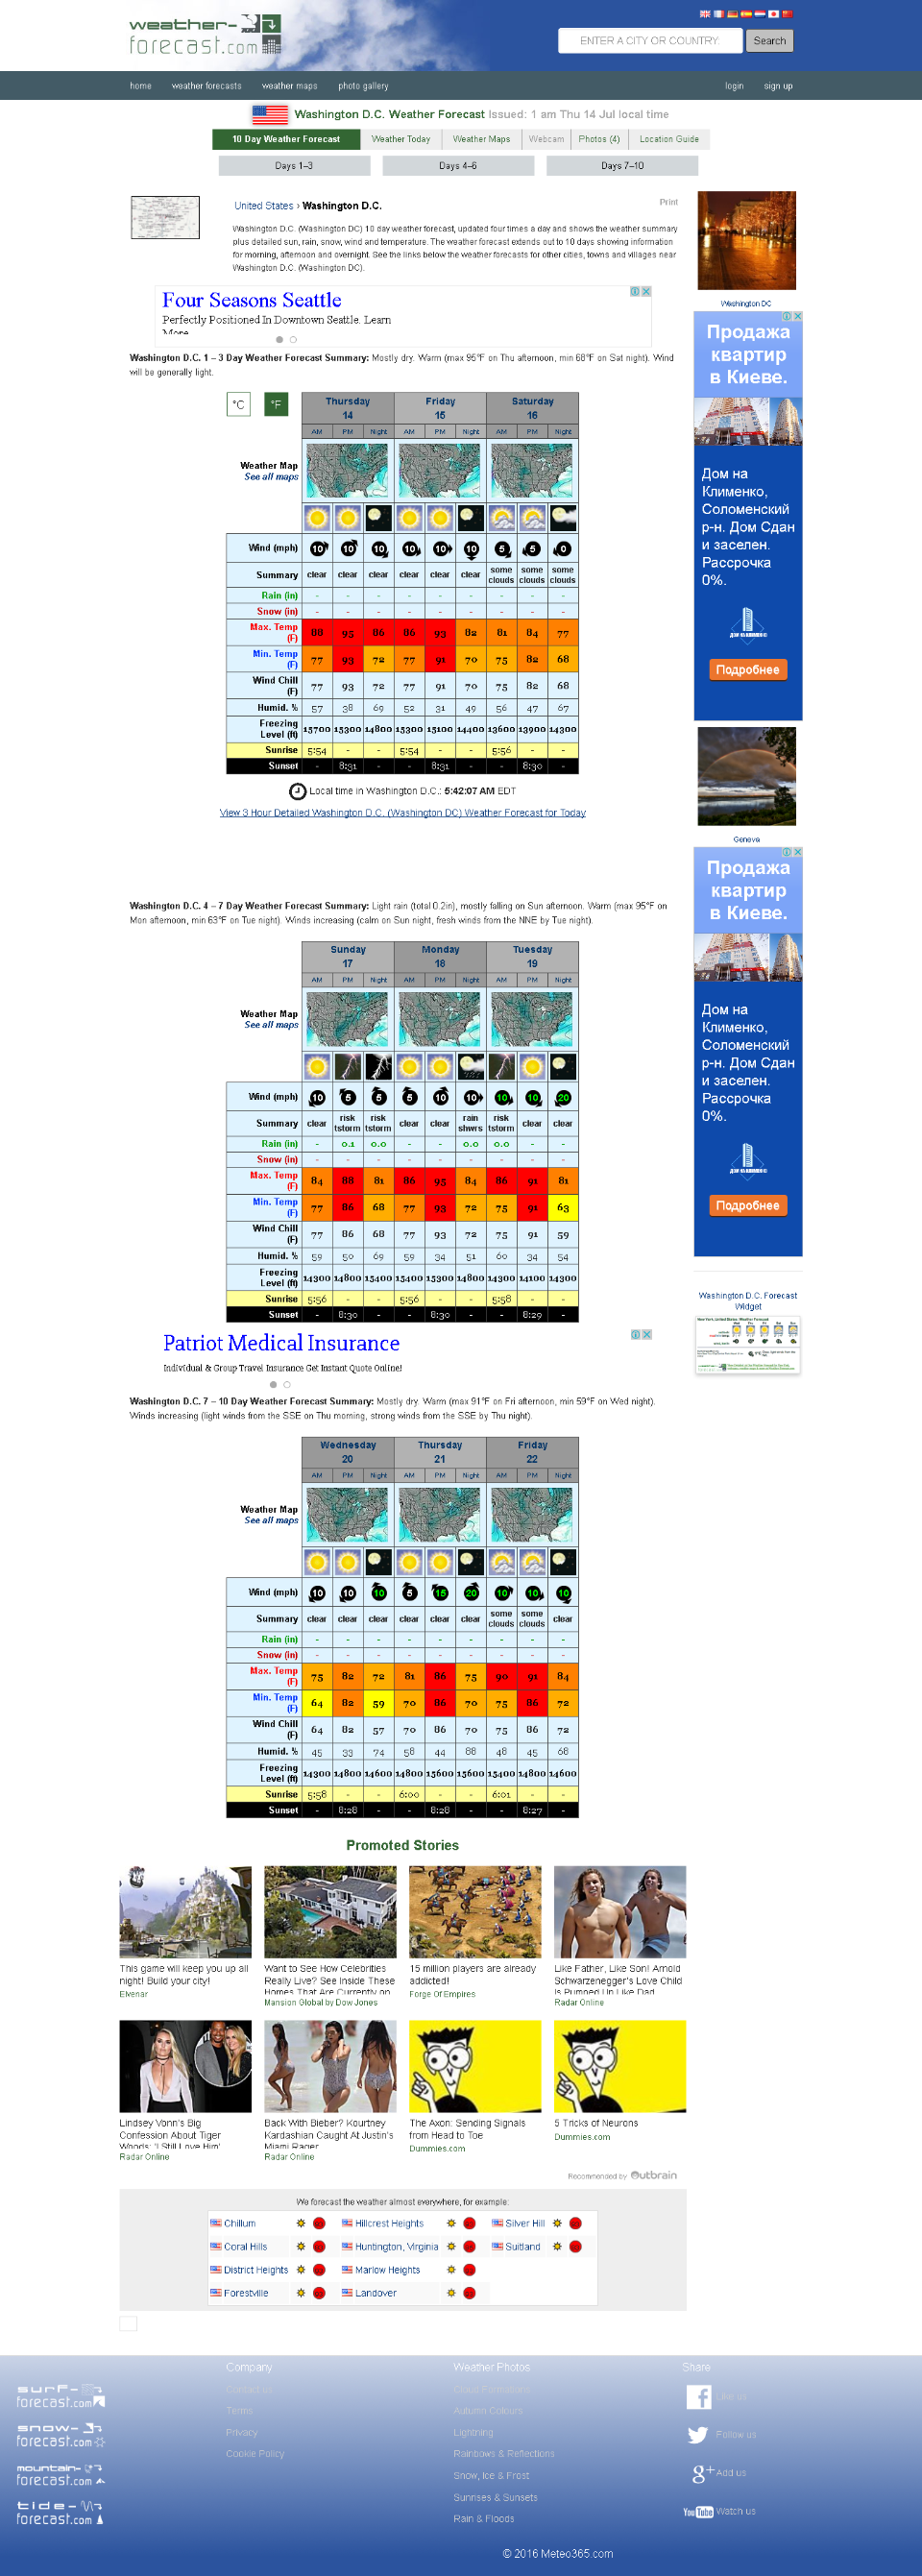 weather-
forecast.com
ENTER A CITY OR COUNTRY:
Search
home weather forecasts weather maps photo gallery login sign up
Washington D.C. Weather Forecast Issued: 1 am Thu 14 Jul local time
10 Day Weather Forecast Weather Today Weather Maps Webcam Photos (4) Location Guide
Days 1–3 Days 4–6 Days 7–10
United States › Washington D.C.
Print
Washington D.C. (Washington DC) 10 day weather forecast, updated four times a day and shows the weather summary
plus detailed sun, rain, snow, wind and temperature. The weather forecast extends out to 10 days showing information
for morning, afternoon and overnight. See the links below the weather forecasts for other cities, towns and villages near
Washington D.C. (Washington DC).
Washington DC
Four Seasons Seattle
Perfectly Positioned In Downtown Seattle. Learn
More
Washington D.C. 1 – 3 Day Weather Forecast Summary: Mostly dry. Warm (max 95°F on Thu afternoon, min 68°F on Sat night). Wind
will be generally light.
°C °F
Thursday Friday Saturday
14 15 16
AM PM Night AM PM Night AM PM Night
Weather Map
See all maps
Wind (mph) 10 10 10 10 10 10 5 5 0
Summary clear clear clear clear clear clear some clouds some clouds some clouds
Rain (in) - - - - - - - - -
Snow (in) - - - - - - - - -
Max. Temp (F) 88 95 86 86 93 82 81 84 77
Min. Temp (F) 77 93 72 77 91 70 75 82 68
Wind Chill (F) 77 93 72 77 91 70 75 82 68
Humid. % 57 38 69 52 31 49 56 47 67
Freezing Level (ft) 15700 15300 14800 15300 15100 14400 13600 13900 14300
Sunrise 5:54 - - 5:54 - - 5:56 - -
Sunset - 8:31 - - 8:31 - - 8:30 -
Local time in Washington D.C.: 5:42:07 AM EDT
View 3 Hour Detailed Washington D.C. (Washington DC) Weather Forecast for Today
Продажа
квартир
в Киеве.
Дом на
Клименко,
Соломенский
р-н. Дом Сдан
и заселен.
Рассрочка
0%.
Подробнее
Geneva
Washington D.C. 4 – 7 Day Weather Forecast Summary: Light rain (total 0.2in), mostly falling on Sun afternoon. Warm (max 95°F on
Mon afternoon, min 63°F on Tue night). Winds increasing (calm on Sun night, fresh winds from the NNE by Tue night).
Sunday Monday Tuesday
17 18 19
AM PM Night AM PM Night AM PM Night
Weather Map
See all maps
Wind (mph) 10 5 5 5 10 10 10 10 20
Summary clear risk tstorm risk tstorm clear clear rain shwrs risk tstorm clear clear
Rain (in) - 0.1 0.0 - - 0.0 0.0 - -
Snow (in) - - - - - - - - -
Max. Temp (F) 84 88 81 86 95 84 86 91 81
Min. Temp (F) 77 86 68 77 93 72 75 91 63
Wind Chill (F) 77 86 68 77 93 72 75 91 59
Humid. % 59 50 69 59 34 51 60 34 54
Freezing Level (ft) 14300 14800 15400 15400 15300 14800 14300 14100 14300
Sunrise 5:56 - - 5:56 - - 5:58 - -
Sunset - 8:30 - - 8:30 - - 8:29 -
Продажа
квартир
в Киеве.
Дом на
Клименко,
Соломенский
р-н. Дом Сдан
и заселен.
Рассрочка
0%.
Подробнее
Washington D.C. Forecast
Widget
Patriot Medical Insurance
Individual & Group Travel Insurance Get Instant Quote Online!
Washington D.C. 7 – 10 Day Weather Forecast Summary: Mostly dry. Warm (max 91°F on Fri afternoon, min 59°F on Wed night).
Winds increasing (light winds from the SSE on Thu morning, strong winds from the SSE by Thu night).
Wednesday Thursday Friday
20 21 22
AM PM Night AM PM Night AM PM Night
Weather Map
See all maps
Wind (mph) 10 10 10 5 15 20 10 10 10
Summary clear clear clear clear clear clear some clouds some clouds clear
Rain (in) - - - - - - - - -
Snow (in) - - - - - - - - -
Max. Temp (F) 75 82 72 81 86 75 90 91 84
Min. Temp (F) 64 82 59 70 86 70 75 86 72
Wind Chill (F) 64 82 57 70 86 70 75 86 72
Humid. % 45 33 74 58 44 88 48 45 68
Freezing Level (ft) 14300 14800 14600 14800 15600 15600 15400 14800 14600
Sunrise 5:58 - - 6:00 - - 6:01 - -
Sunset - 8:28 - - 8:28 - - 8:27 -
Promoted Stories
This game will keep you up all
night! Build your city!
Elvenar
Want to See How Celebrities
Really Live? See Inside These
Homes That Are Currently on
Mansion Global by Dow Jones
15 million players are already
addicted!
Forge Of Empires
Like Father, Like Son! Arnold
Schwarzenegger's Love Child
Is Pumped Up Like Dad
Radar Online
Lindsey Vonn's Big
Confession About Tiger
Woods: 'I Still Love Him'
Radar Online
Back With Bieber? Kourtney
Kardashian Caught At Justin's
Miami Rager
Radar Online
The Axon: Sending Signals
from Head to Toe
Dummies.com
5 Tricks of Neurons
Dummies.com
Recommended by Outbrain
We forecast the weather almost everywhere, for example:
Chillum Hillcrest Heights Silver Hill
Coral Hills Huntington, Virginia Suitland
District Heights Marlow Heights
Forestville Landover
surf-
forecast.com
snow-
forecast.com
mountain-
forecast.com
tide-
forecast.com
Company
Contact us
Terms
Privacy
Cookie Policy
Weather Photos
Cloud Formations
Autumn Colours
Lightning
Rainbows & Reflections
Snow, Ice & Frost
Sunrises & Sunsets
Rain & Floods
Share
Like us
Follow us
Add us
Watch us
© 2016 Meteo365.com